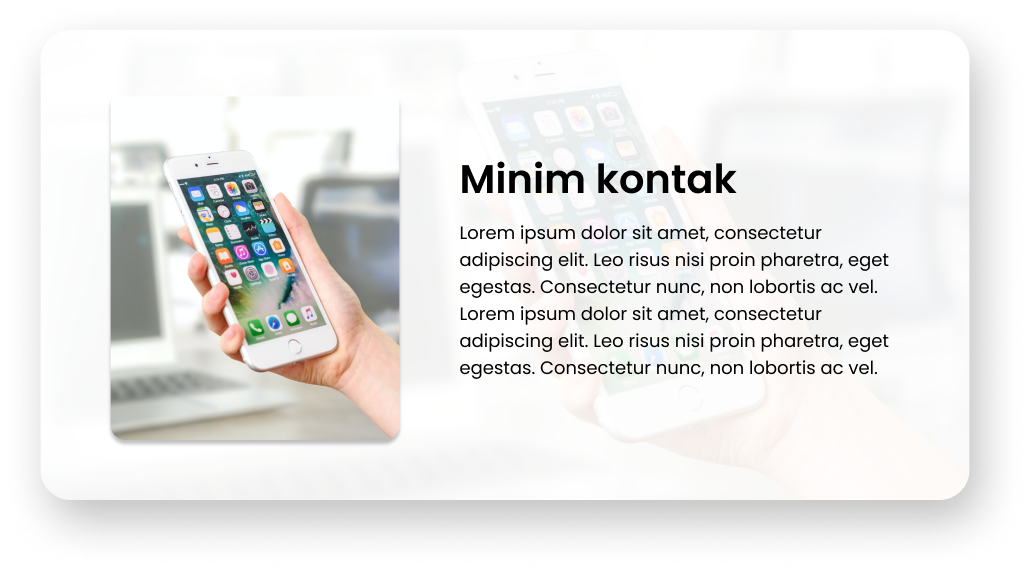 Minim kontak
Lorem ipsum dolor sit amet, consectetur
adipiscing elit. Leo risus nisi proin pharetra, eget
egestas. Consectetur nunc, non lobortis ac vel.
Lorem ipsum dolor sit amet, consectetur
adipiscing elit. Leo risus nisi proin pharetra, eget
egestas. Consectetur nunc, non lobortis ac vel.